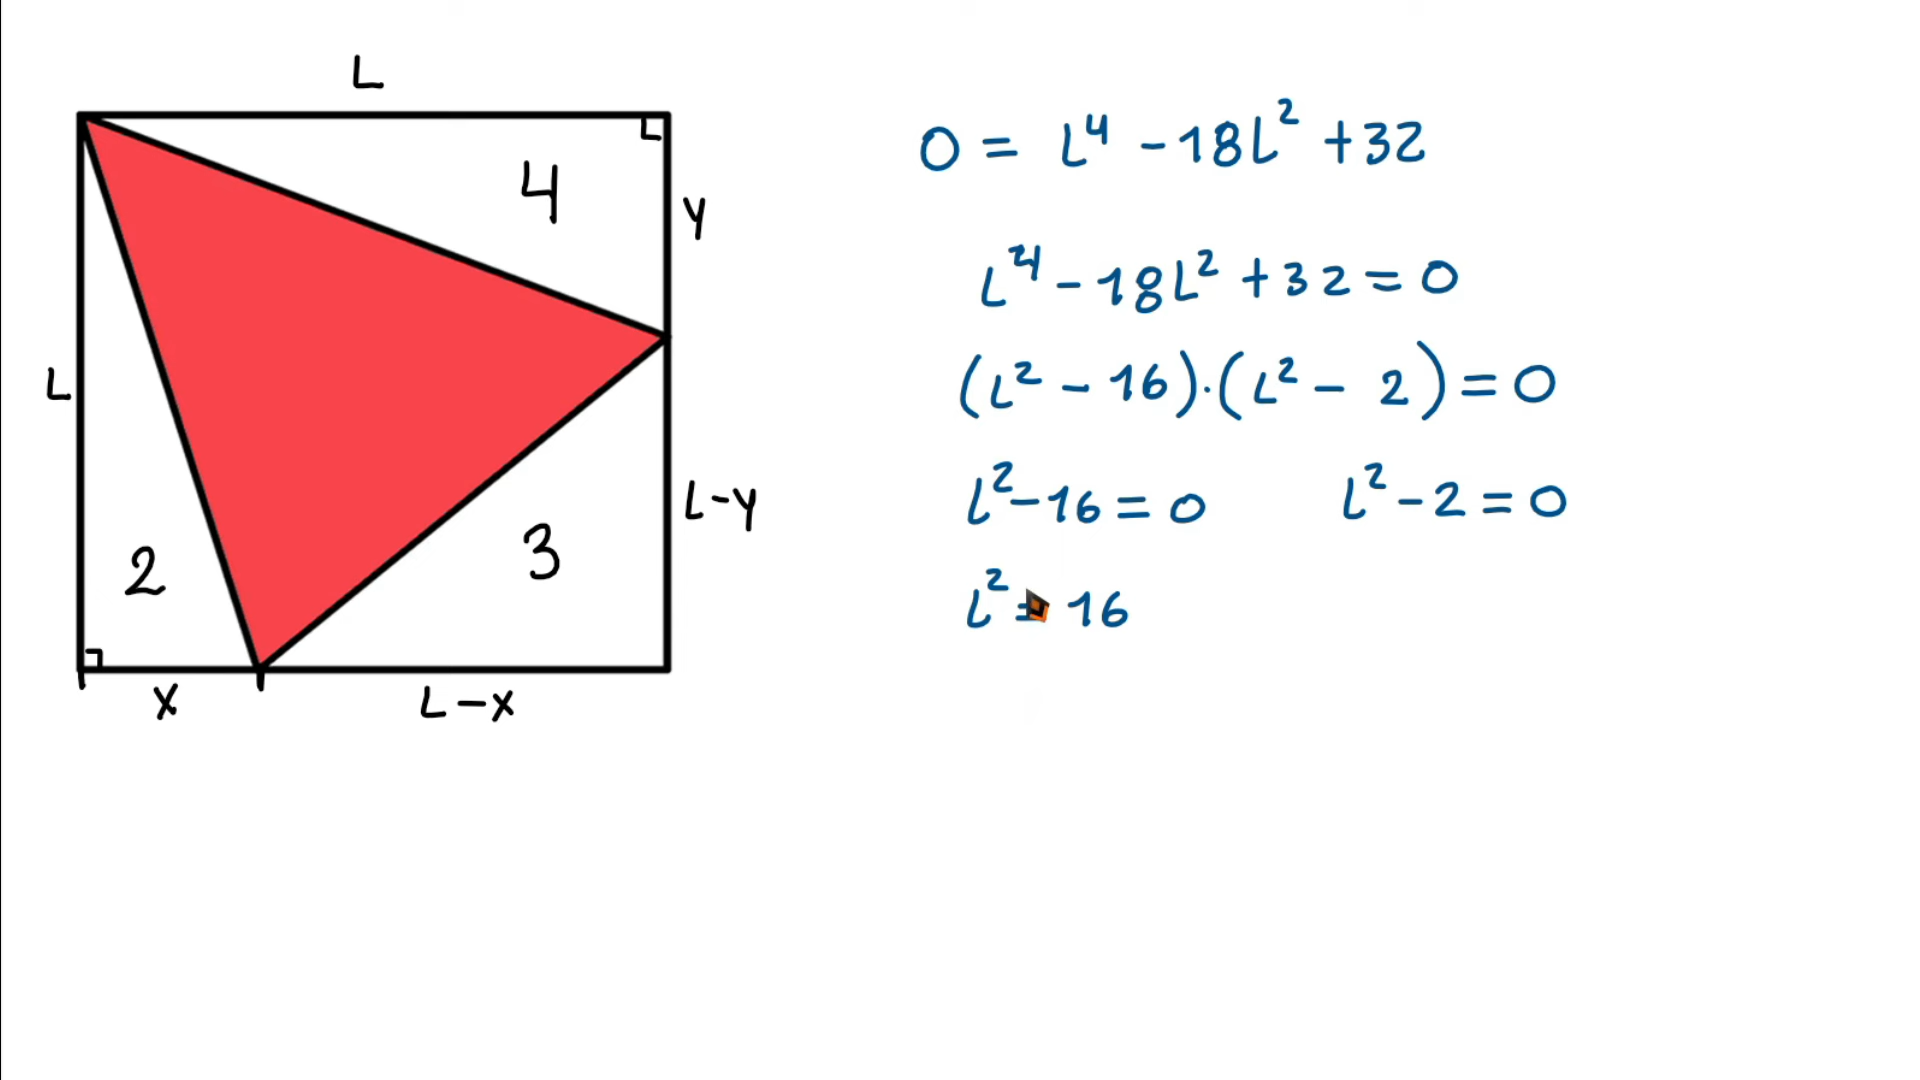 L
4
y
L
L-y
3
2
x
L-x
0 = L⁴ - 18L² + 32
L⁴ - 18L² + 32 = 0
(L² - 16)·(L² - 2) = 0
L² - 16 = 0 L² - 2 = 0
L² = 16